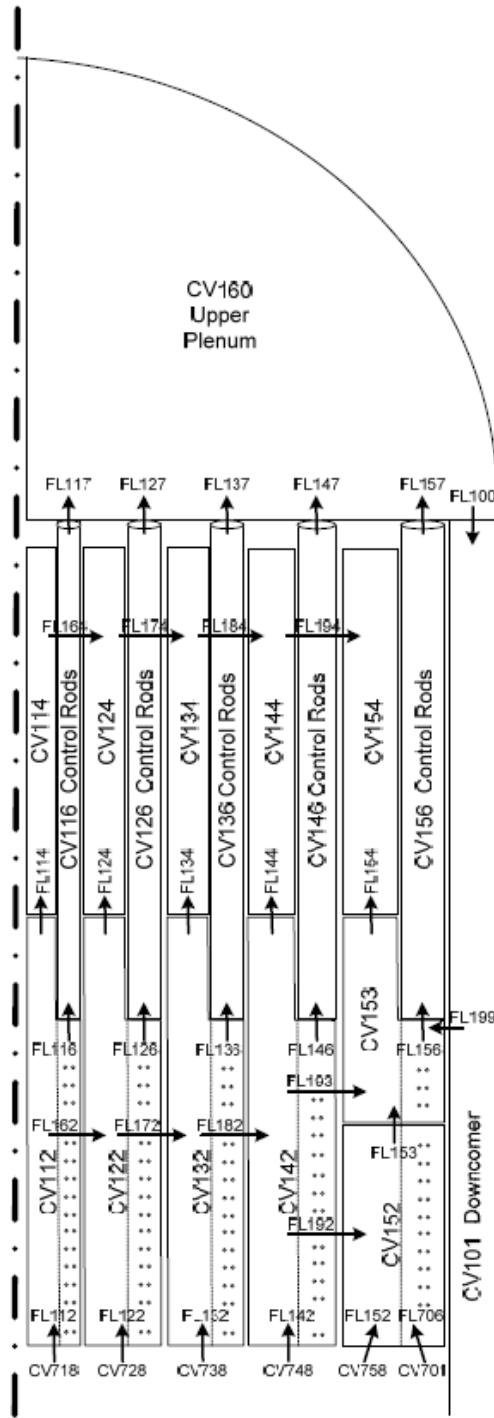 CV160
Upper
Plenum
FL117
FL127
FL137
FL147
FL157
FL100
FL164
FL174
FL184
FL194
CV114
CV116 Control Rods
CV124
CV126 Control Rods
CV134
CV136 Control Rods
CV144
CV146 Control Rods
CV154
CV156 Control Rods
FL114
FL124
FL134
FL144
FL154
CV153
FL199
FL116
FL126
FL136
FL146
FL156
FL193
FL162
FL172
FL182
FL153
CV112
CV122
CV132
CV142
CV152
CV101 Downcomer
FL192
FL112
FL122
FL142
FL152
FL706
CV718
CV728
CV738
CV748
CV758
CV701